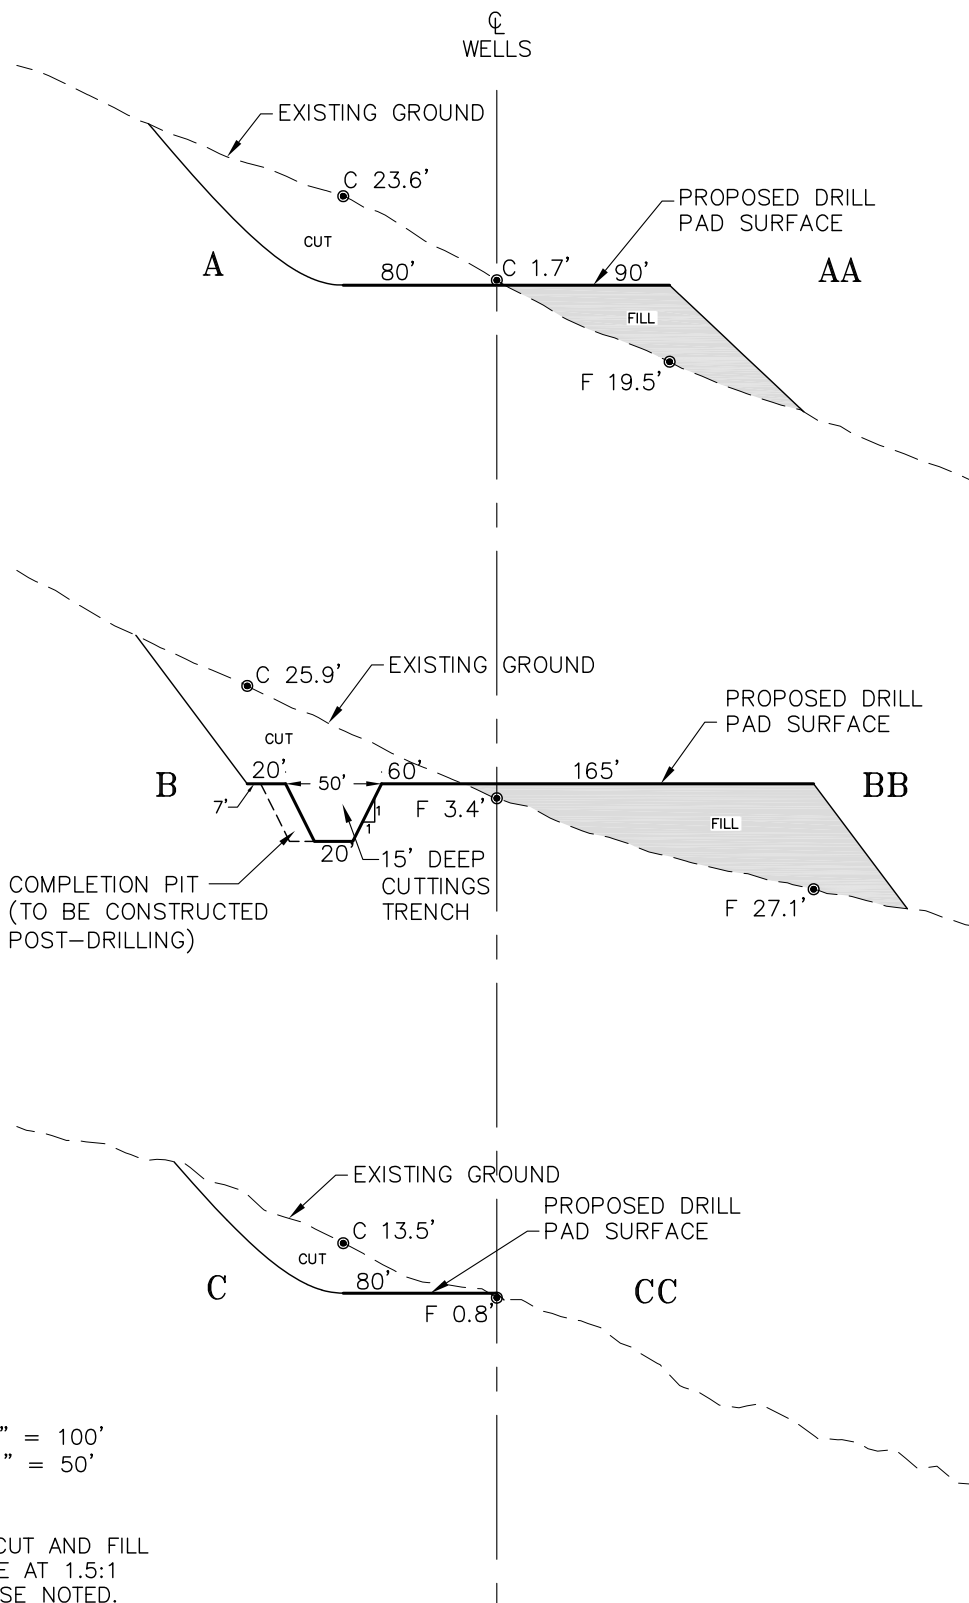 ℄
WELLS
EXISTING GROUND
C 23.6'
PROPOSED DRILL
PAD SURFACE
CUT
A
80'
C 1.7'
90'
AA
FILL
F 19.5'
C 25.9'
EXISTING GROUND
PROPOSED DRILL
PAD SURFACE
CUT
B
20'
50'
60'
165'
BB
7'
F 3.4'
1
1
FILL
20'
15' DEEP
CUTTINGS
TRENCH
COMPLETION PIT
(TO BE CONSTRUCTED
POST-DRILLING)
F 27.1'
EXISTING GROUND
PROPOSED DRILL
PAD SURFACE
C 13.5'
CUT
C
80'
CC
F 0.8'
" = 100'
" = 50'
CUT AND FILL
E AT 1.5:1
SE NOTED.